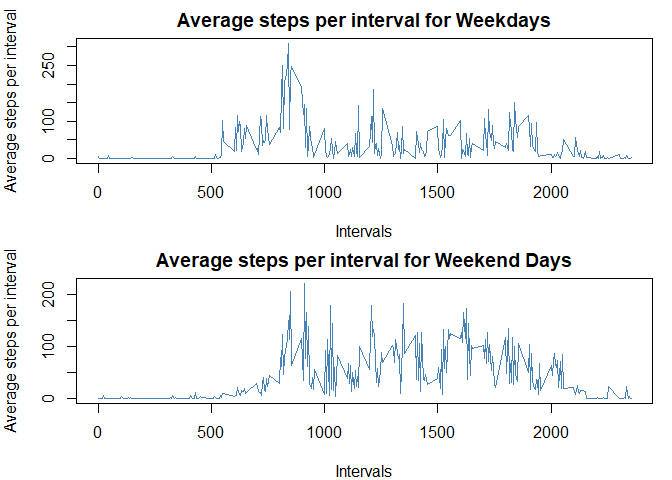 Average steps per interval for Weekdays
Average steps per interval
0 100 250
0 500 1000 1500 2000
Intervals
Average steps per interval for Weekend Days
Average steps per interval
0 100 200
0 500 1000 1500 2000
Intervals